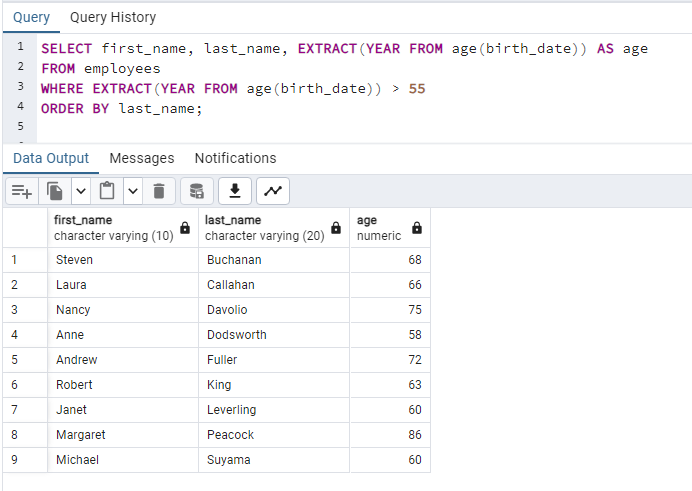 Query Query History
1 SELECT first_name, last_name, EXTRACT(YEAR FROM age(birth_date)) AS age
2 FROM employees
3 WHERE EXTRACT(YEAR FROM age(birth_date)) > 55
4 ORDER BY last_name;
5
Data Output Messages Notifications
first_name last_name age
character varying (10) character varying (20) numeric
1 Steven Buchanan 68
2 Laura Callahan 66
3 Nancy Davolio 75
4 Anne Dodsworth 58
5 Andrew Fuller 72
6 Robert King 63
7 Janet Leverling 60
8 Margaret Peacock 86
9 Michael Suyama 60